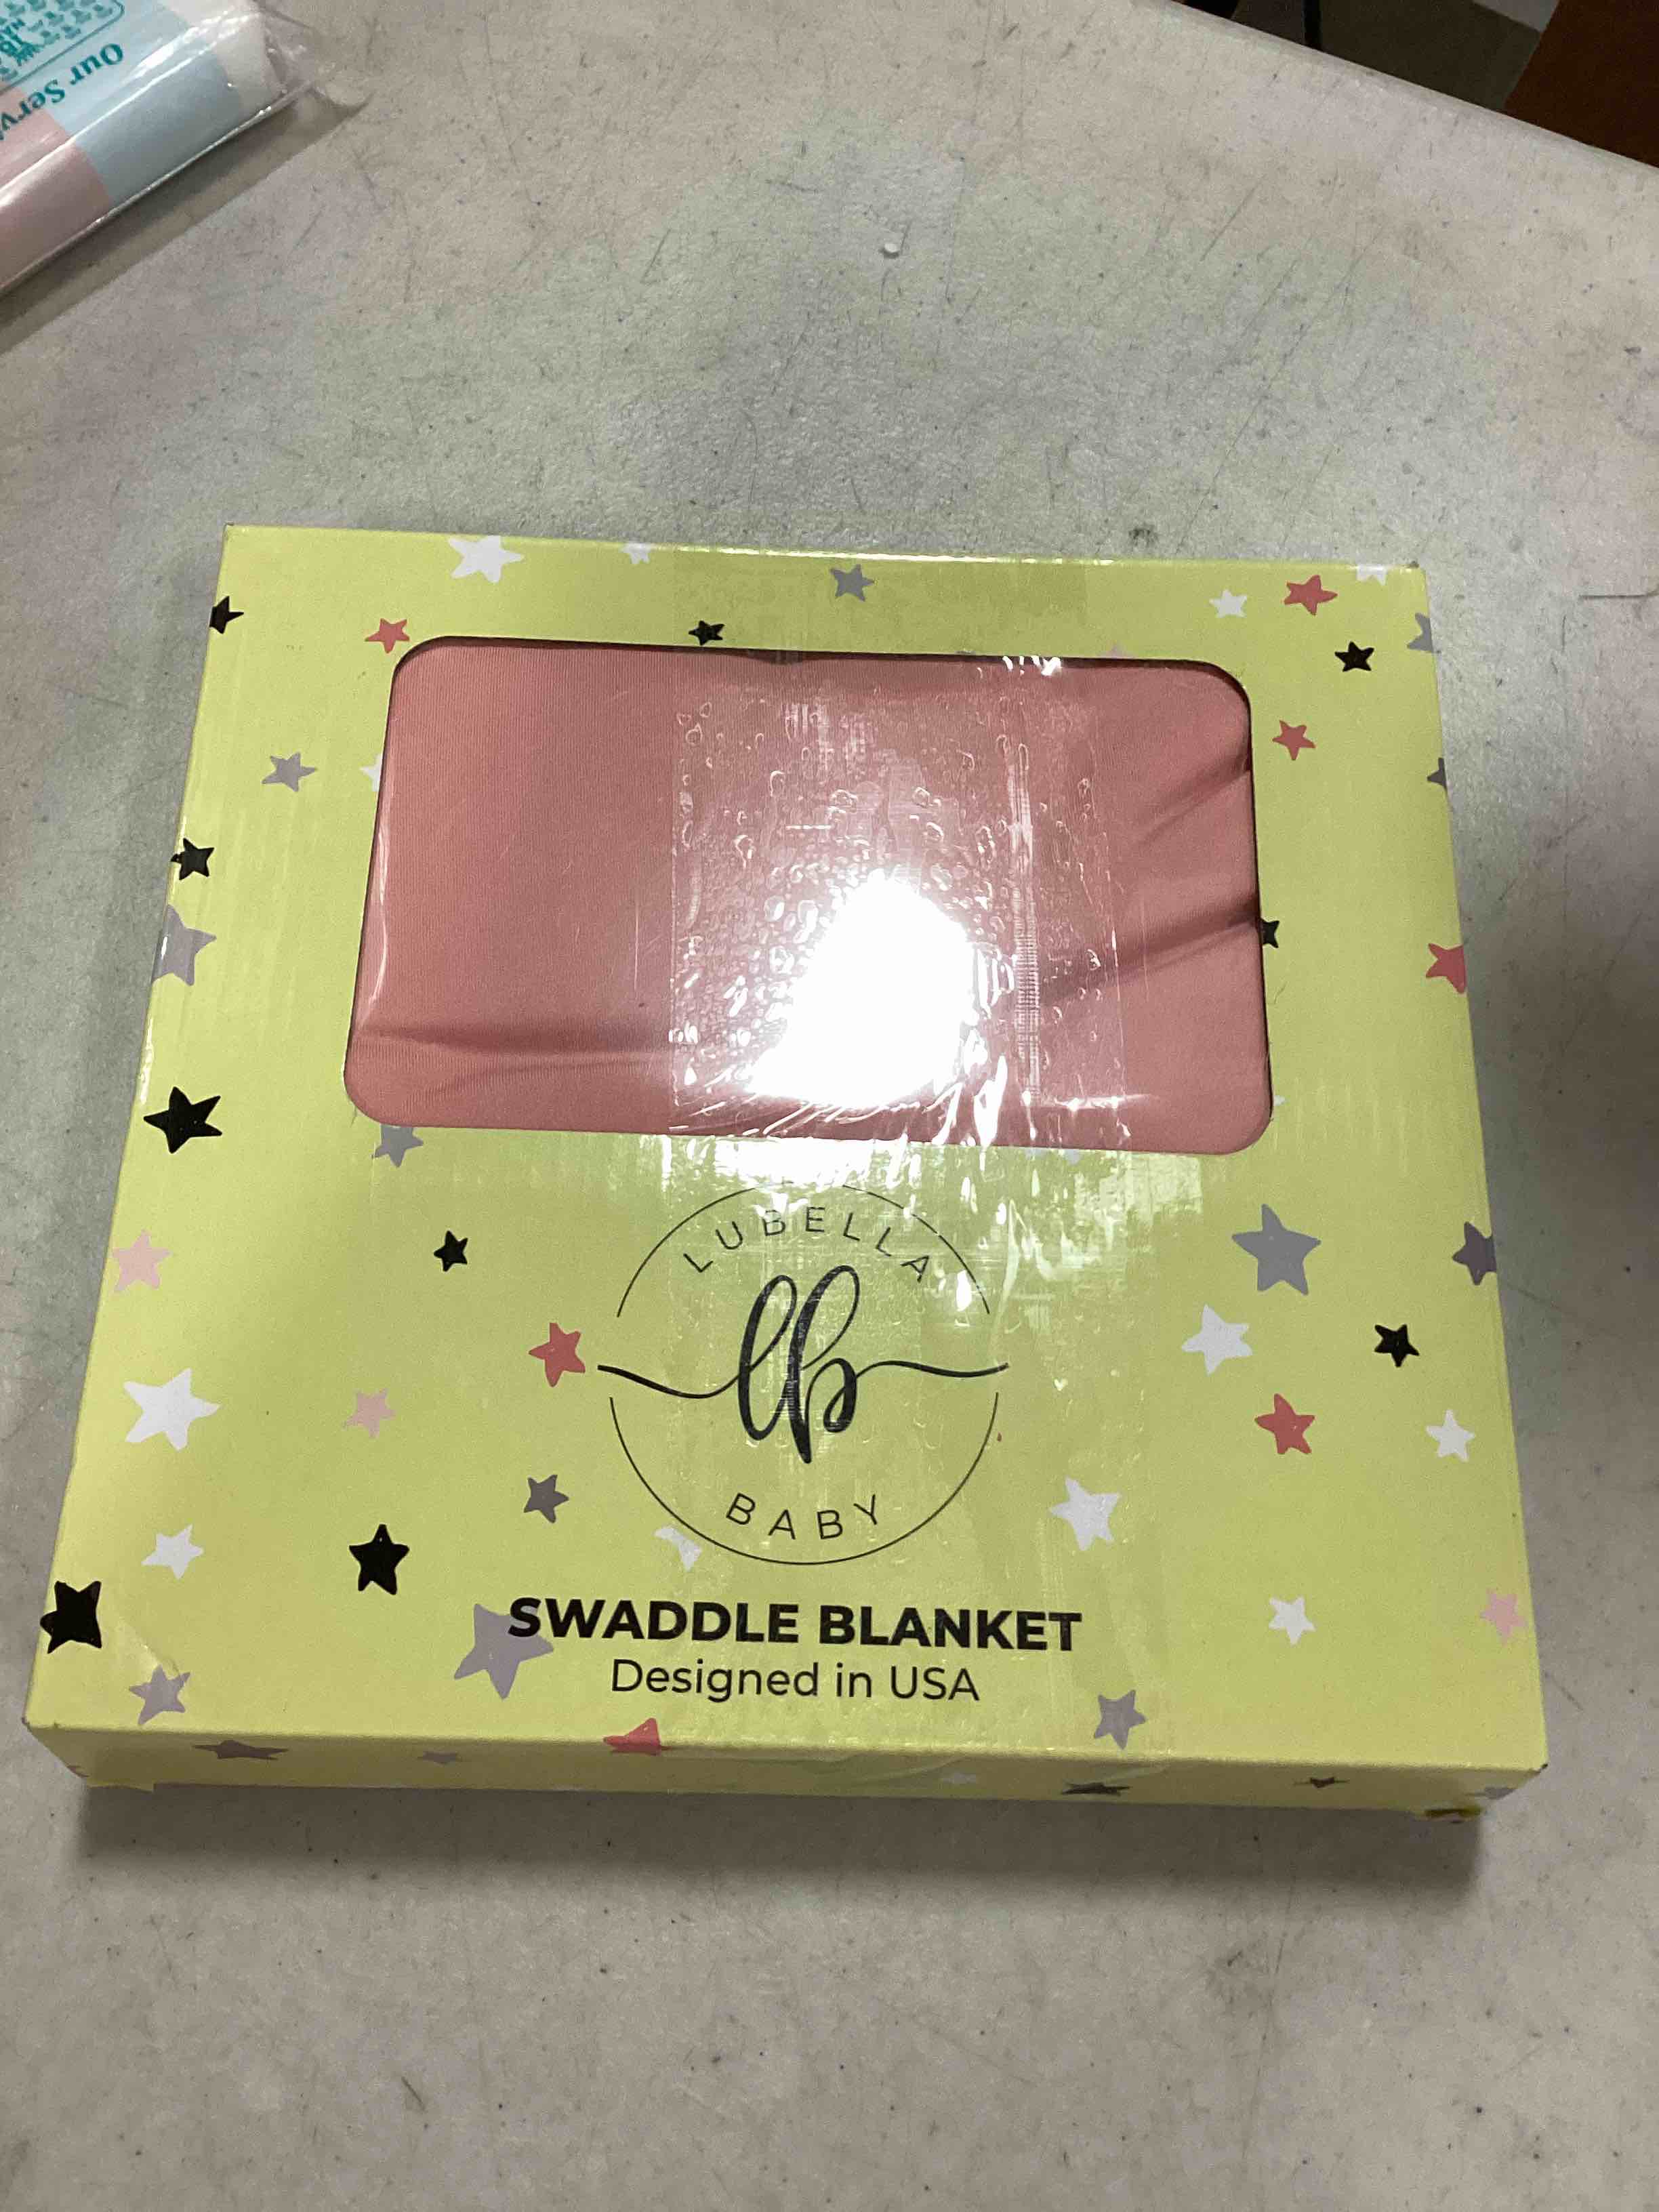 Our Serv
LUBELLA
lb
BABY
SWADDLE BLANKET
Designed in USA